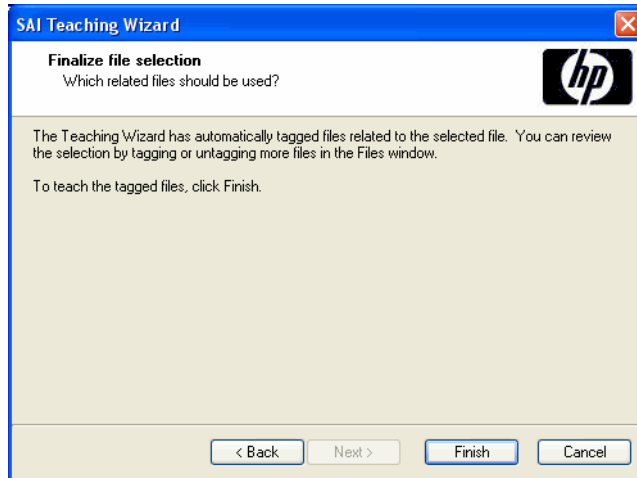 SAI Teaching Wizard
Finalize file selection
Which related files should be used?
hp
The Teaching Wizard has automatically tagged files related to the selected file. You can review
the selection by tagging or untagging more files in the Files window.
To teach the tagged files, click Finish.
< Back
Next >
Finish
Cancel